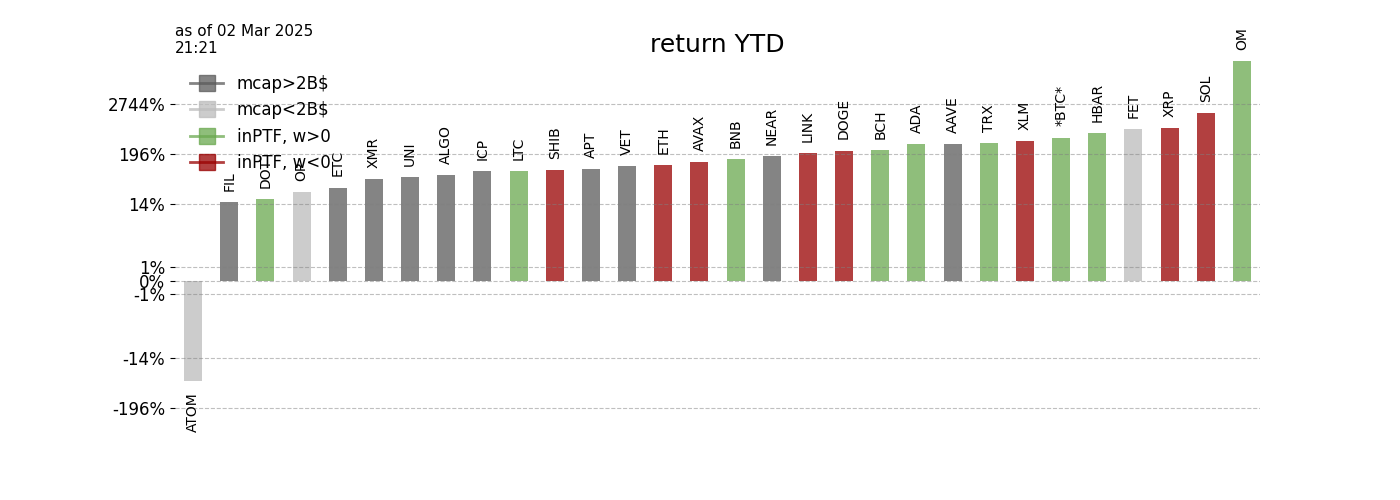 as of 02 Mar 2025
21:21
return YTD
mcap>2B$
mcap<2B$
inPTF, w>0
inPTF, w<0
2744%
196%
14%
1%
0%
-1%
-14%
-196%
ATOM
FIL
DOT
OP
ETC
XMR
UNI
ALGO
ICP
LTC
SHIB
APT
VET
ETH
AVAX
BNB
NEAR
LINK
DOGE
BCH
ADA
AAVE
TRX
XLM
*BTC*
HBAR
FET
XRP
SOL
OM